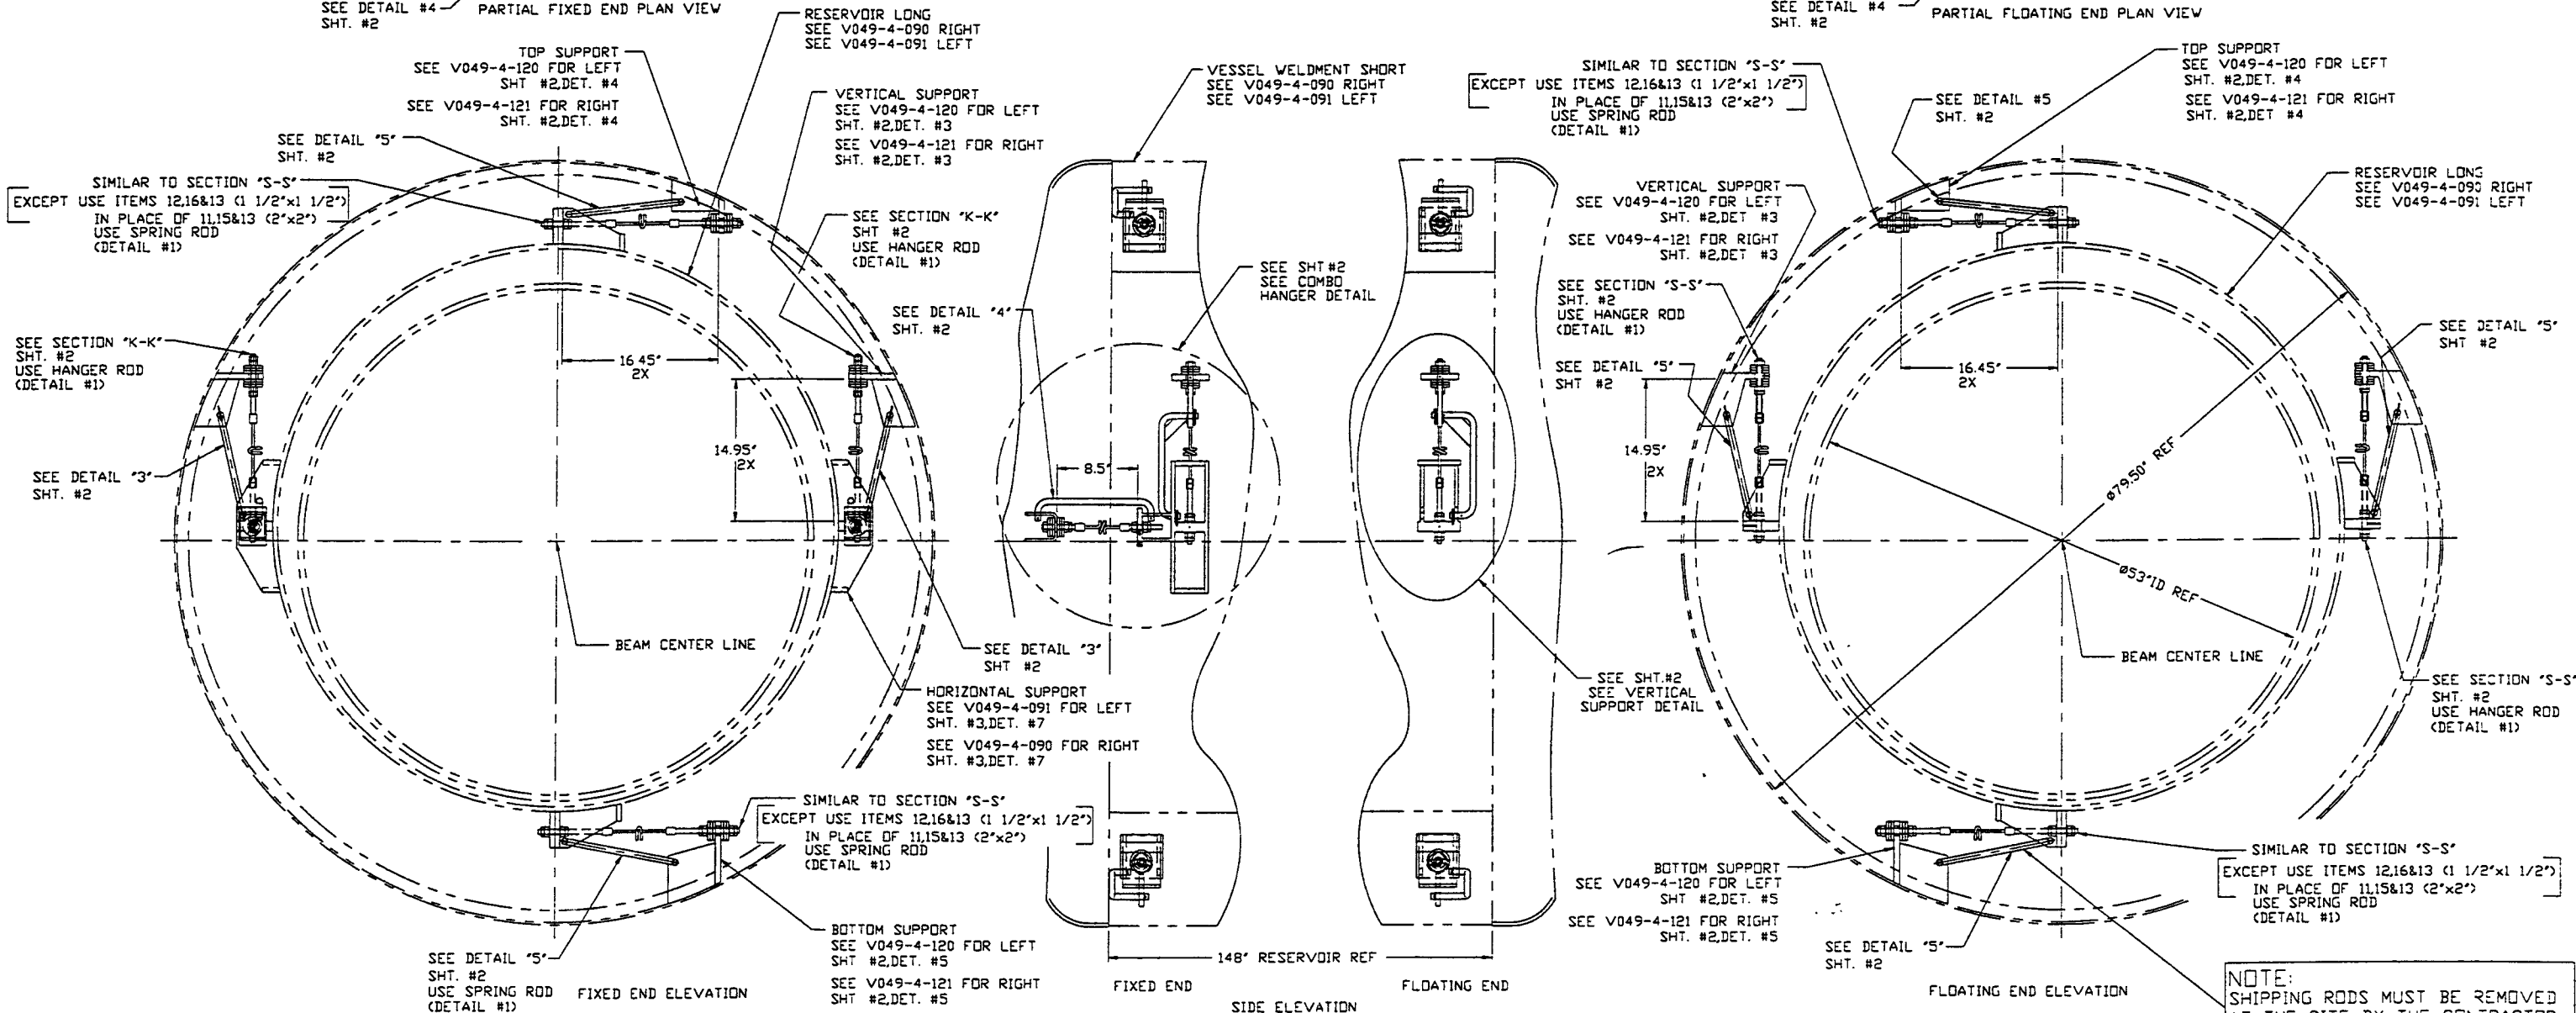 SEE DETAIL #4
SHT. #2
PARTIAL FIXED END PLAN VIEW
RESERVOIR LONG
SEE V049-4-090 RIGHT
SEE V049-4-091 LEFT
TOP SUPPORT
SEE V049-4-120 FOR LEFT
SHT #2,DET. #4
SEE V049-4-121 FOR RIGHT
SHT. #2,DET. #4
VERTICAL SUPPORT
SEE V049-4-120 FOR LEFT
SHT. #2,DET. #3
SEE V049-4-121 FOR RIGHT
SHT. #2,DET. #3
SEE DETAIL "5"
SHT. #2
SIMILAR TO SECTION "S-S"
EXCEPT USE ITEMS 12,16&13 (1 1/2"x1 1/2")
IN PLACE OF 11,15&13 (2"x2")
USE SPRING ROD
(DETAIL #1)
SEE SECTION "K-K"
SHT #2
USE HANGER ROD
(DETAIL #1)
SEE SECTION "K-K"
SHT. #2
USE HANGER ROD
(DETAIL #1)
SEE DETAIL "4"
SHT. #2
16.45"
2X
14.95"
2X
SEE DETAIL "3"
SHT. #2
BEAM CENTER LINE
SEE DETAIL "3"
SHT #2
HORIZONTAL SUPPORT
SEE V049-4-091 FOR LEFT
SHT. #3,DET. #7
SEE V049-4-090 FOR RIGHT
SHT. #3,DET. #7
SIMILAR TO SECTION "S-S"
EXCEPT USE ITEMS 12,16&13 (1 1/2"x1 1/2")
IN PLACE OF 11,15&13 (2"x2")
USE SPRING ROD
(DETAIL #1)
BOTTOM SUPPORT
SEE V049-4-120 FOR LEFT
SHT #2,DET. #5
SEE V049-4-121 FOR RIGHT
SHT #2,DET. #5
SEE DETAIL "5"
SHT. #2
USE SPRING ROD
(DETAIL #1)
FIXED END ELEVATION
VESSEL WELDMENT SHORT
SEE V049-4-090 RIGHT
SEE V049-4-091 LEFT
SEE SHT #2
SEE COMBO
HANGER DETAIL
8.5"
SEE SHT.#2
SEE VERTICAL
SUPPORT DETAIL
148" RESERVOIR REF
FIXED END
FLOATING END
SIDE ELEVATION
SEE DETAIL #4
SHT. #2
PARTIAL FLOATING END PLAN VIEW
SIMILAR TO SECTION "S-S"
EXCEPT USE ITEMS 12,16&13 (1 1/2"x1 1/2")
IN PLACE OF 11,15&13 (2"x2")
USE SPRING ROD
(DETAIL #1)
SEE DETAIL #5
SHT. #2
TOP SUPPORT
SEE V049-4-120 FOR LEFT
SHT. #2,DET. #4
SEE V049-4-121 FOR RIGHT
SHT. #2,DET #4
RESERVOIR LONG
SEE V049-4-090 RIGHT
SEE V049-4-091 LEFT
VERTICAL SUPPORT
SEE V049-4-120 FOR LEFT
SHT. #2,DET #3
SEE V049-4-121 FOR RIGHT
SHT. #2,DET #3
SEE SECTION "S-S"
SHT. #2
USE HANGER ROD
(DETAIL #1)
SEE DETAIL "5"
SHT #2
SEE DETAIL "5"
SHT #2
16.45"
2X
14.95"
2X
ø79.50" REF
ø53"ID REF
BEAM CENTER LINE
SEE SECTION "S-S"
SHT. #2
USE HANGER ROD
(DETAIL #1)
BOTTOM SUPPORT
SEE V049-4-120 FOR LEFT
SHT #2,DET. #5
SEE V049-4-121 FOR RIGHT
SHT. #2,DET. #5
SIMILAR TO SECTION "S-S"
EXCEPT USE ITEMS 12,16&13 (1 1/2"x1 1/2")
IN PLACE OF 11,15&13 (2"x2")
USE SPRING ROD
(DETAIL #1)
SEE DETAIL "5"
SHT. #2
FLOATING END ELEVATION
NOTE:
SHIPPING RODS MUST BE REMOVED